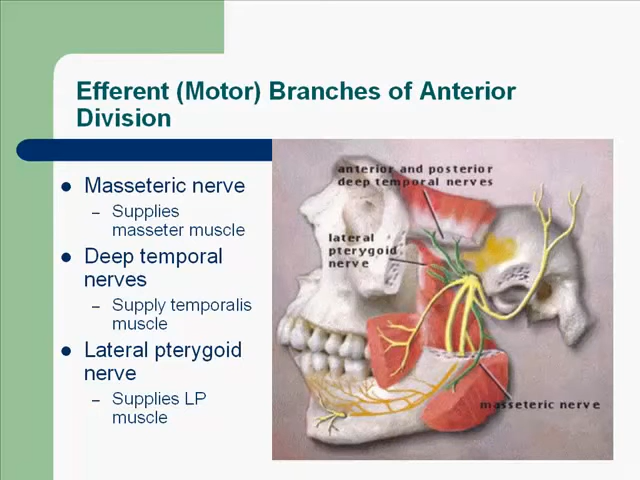 Efferent (Motor) Branches of Anterior
Division
● Masseteric nerve
– Supplies
masseter muscle
● Deep temporal
nerves
– Supply temporalis
muscle
● Lateral pterygoid
nerve
– Supplies LP
muscle
anterior and posterior
deep temporal nerves
lateral
pterygoid
nerve
masseteric nerve